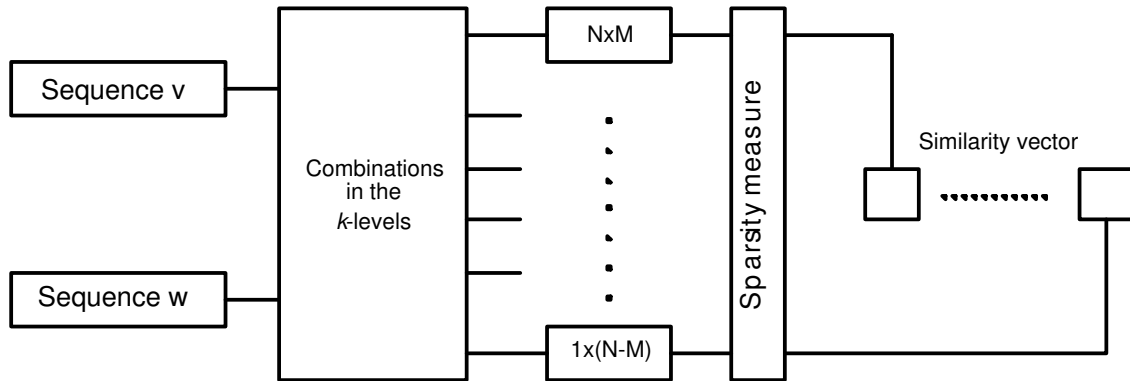 Sequence v
Sequence w
Combinations
in the
k-levels
NxM
1x(N-M)
Sparsity measure
Similarity vector